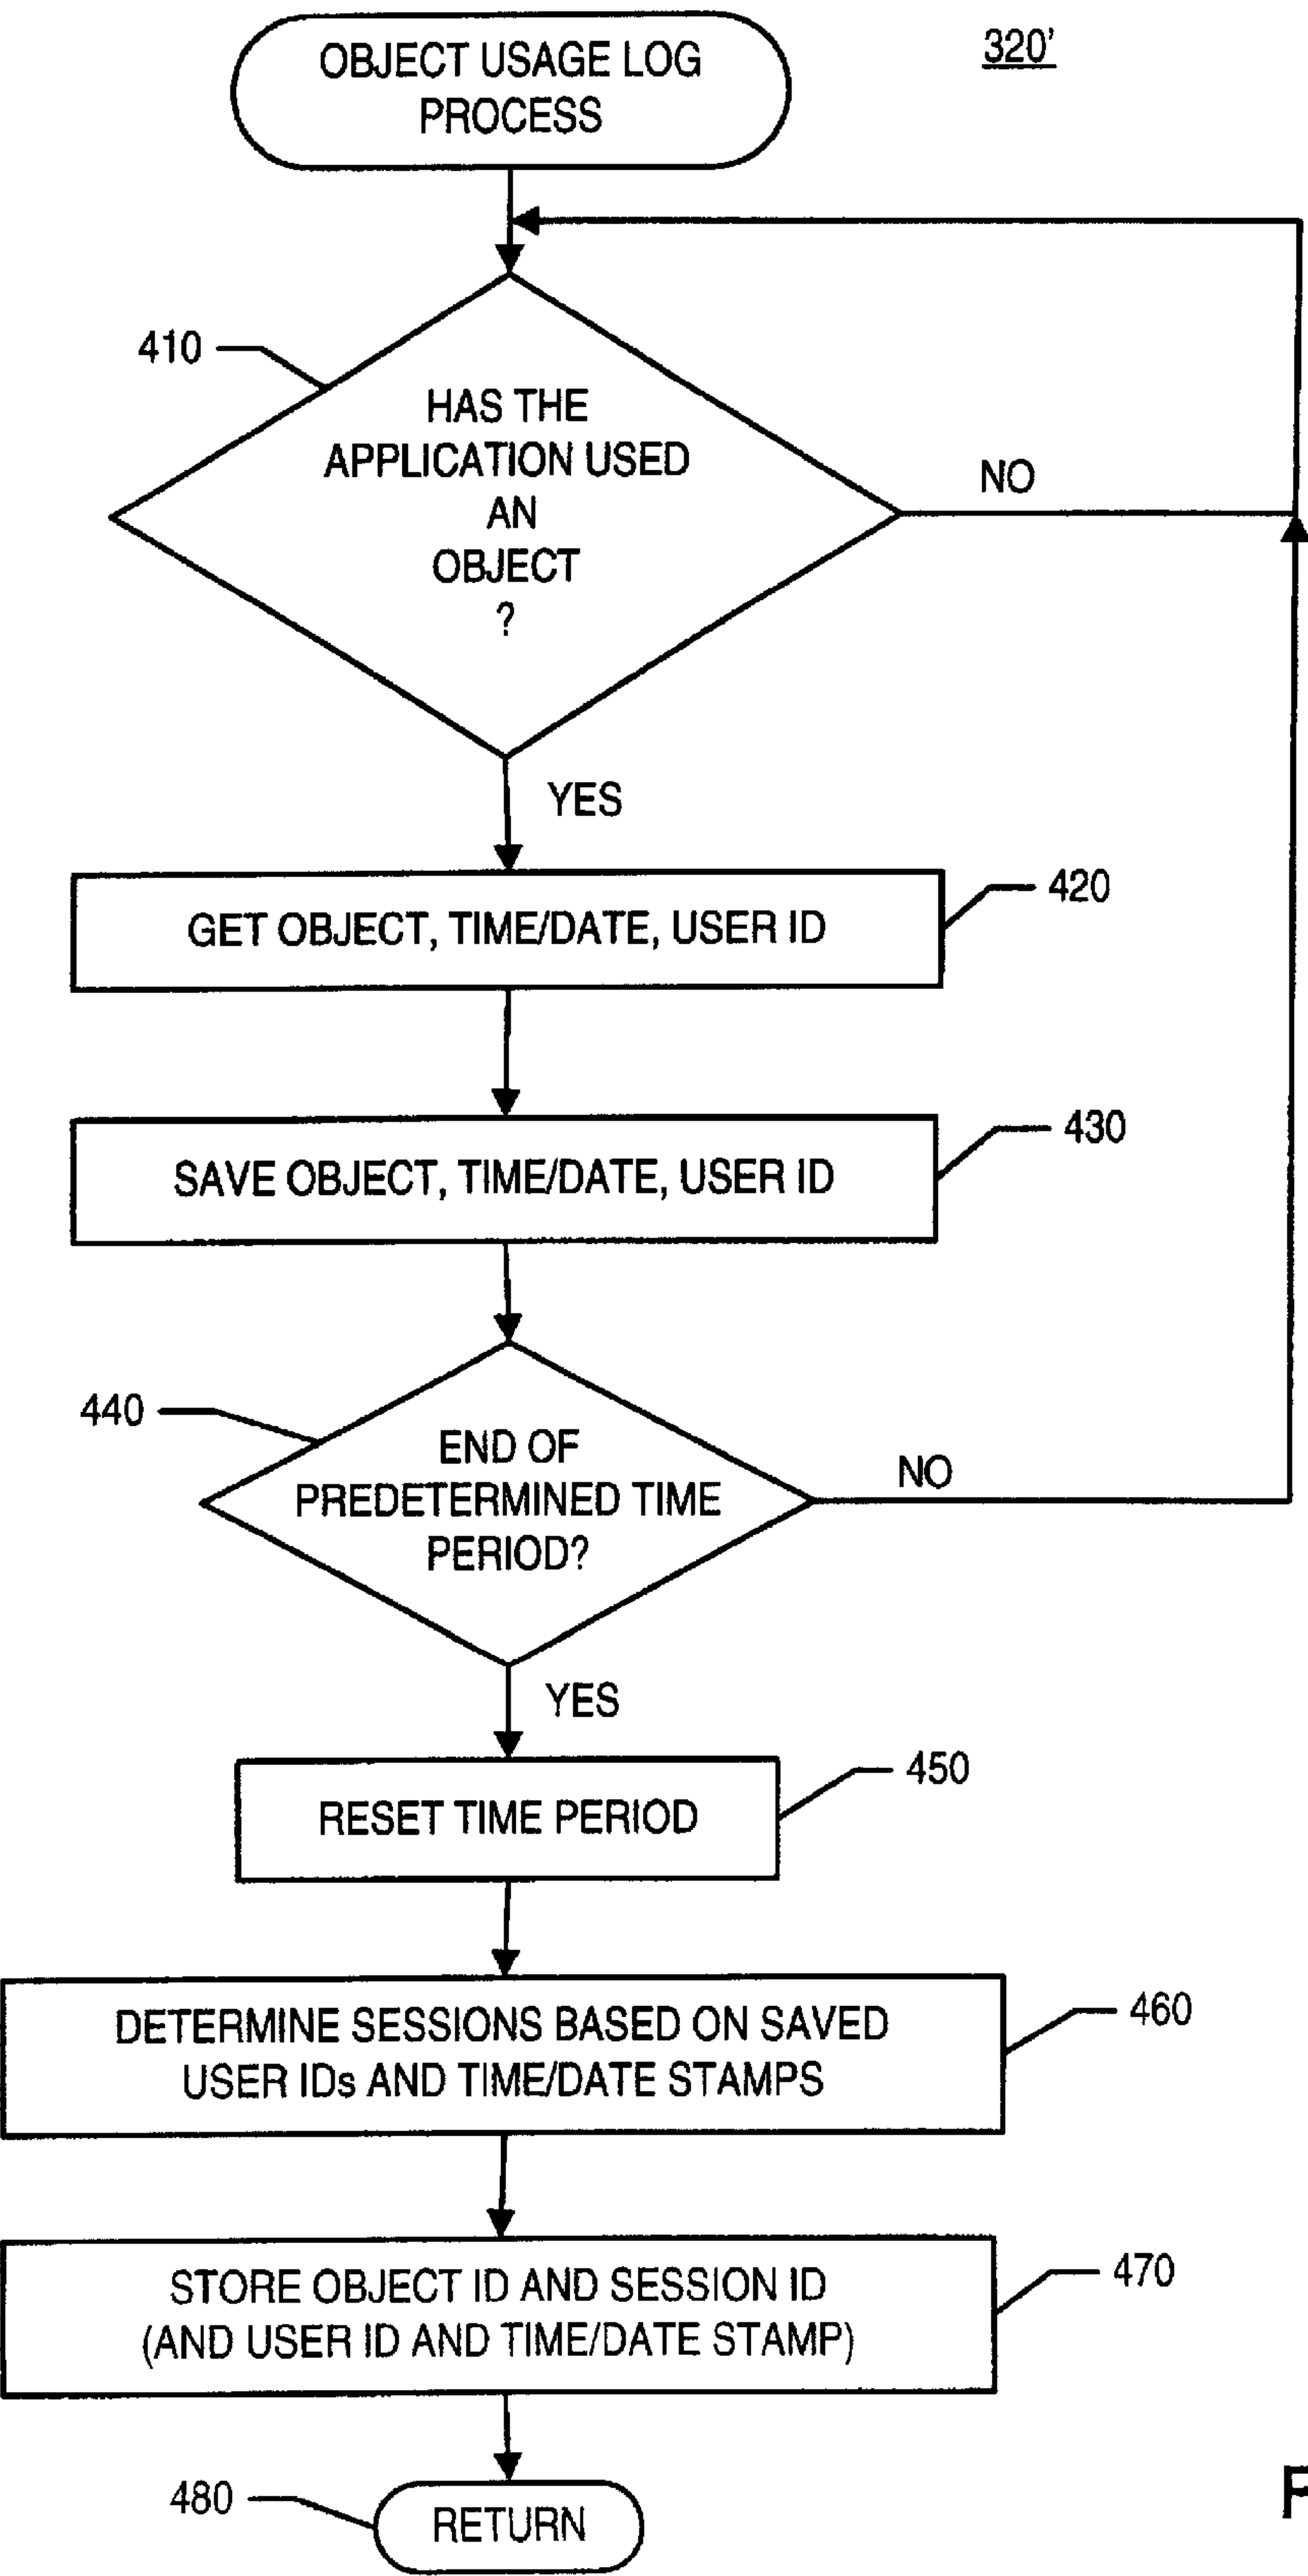 OBJECT USAGE LOG
PROCESS
320'
410
HAS THE
APPLICATION USED
AN
OBJECT
?
NO
YES
420
GET OBJECT, TIME/DATE, USER ID
430
SAVE OBJECT, TIME/DATE, USER ID
440
END OF
PREDETERMINED TIME
PERIOD?
NO
YES
450
RESET TIME PERIOD
460
DETERMINE SESSIONS BASED ON SAVED
USER IDs AND TIME/DATE STAMPS
470
STORE OBJECT ID AND SESSION ID
(AND USER ID AND TIME/DATE STAMP)
480
RETURN